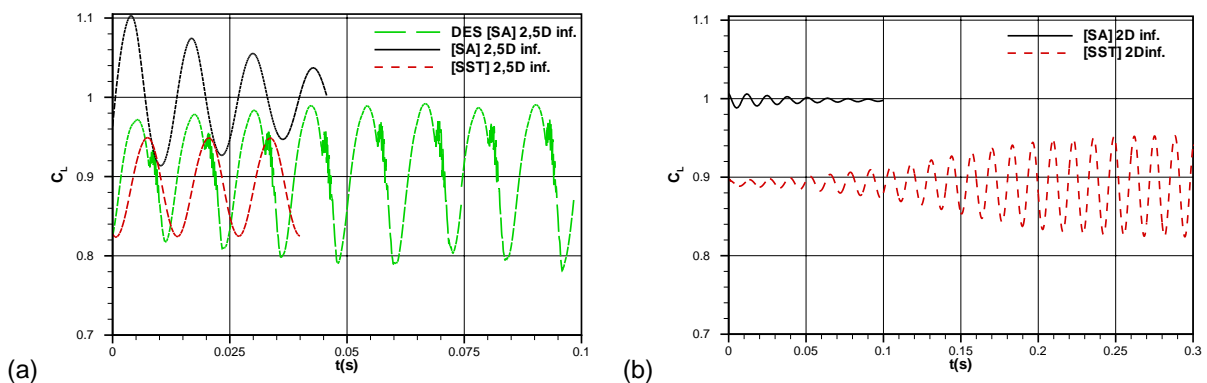 DES [SA] 2,5D inf.
[SA] 2,5D inf.
[SST] 2,5D inf.
1.1
1
0.9
0.8
0.7
C_L
0
0.025
0.05
0.075
0.1
t(s)
(a)
[SA] 2D inf.
[SST] 2Dinf.
1.1
1
0.9
0.8
0.7
C_L
0
0.05
0.1
0.15
0.2
0.25
0.3
t(s)
(b)